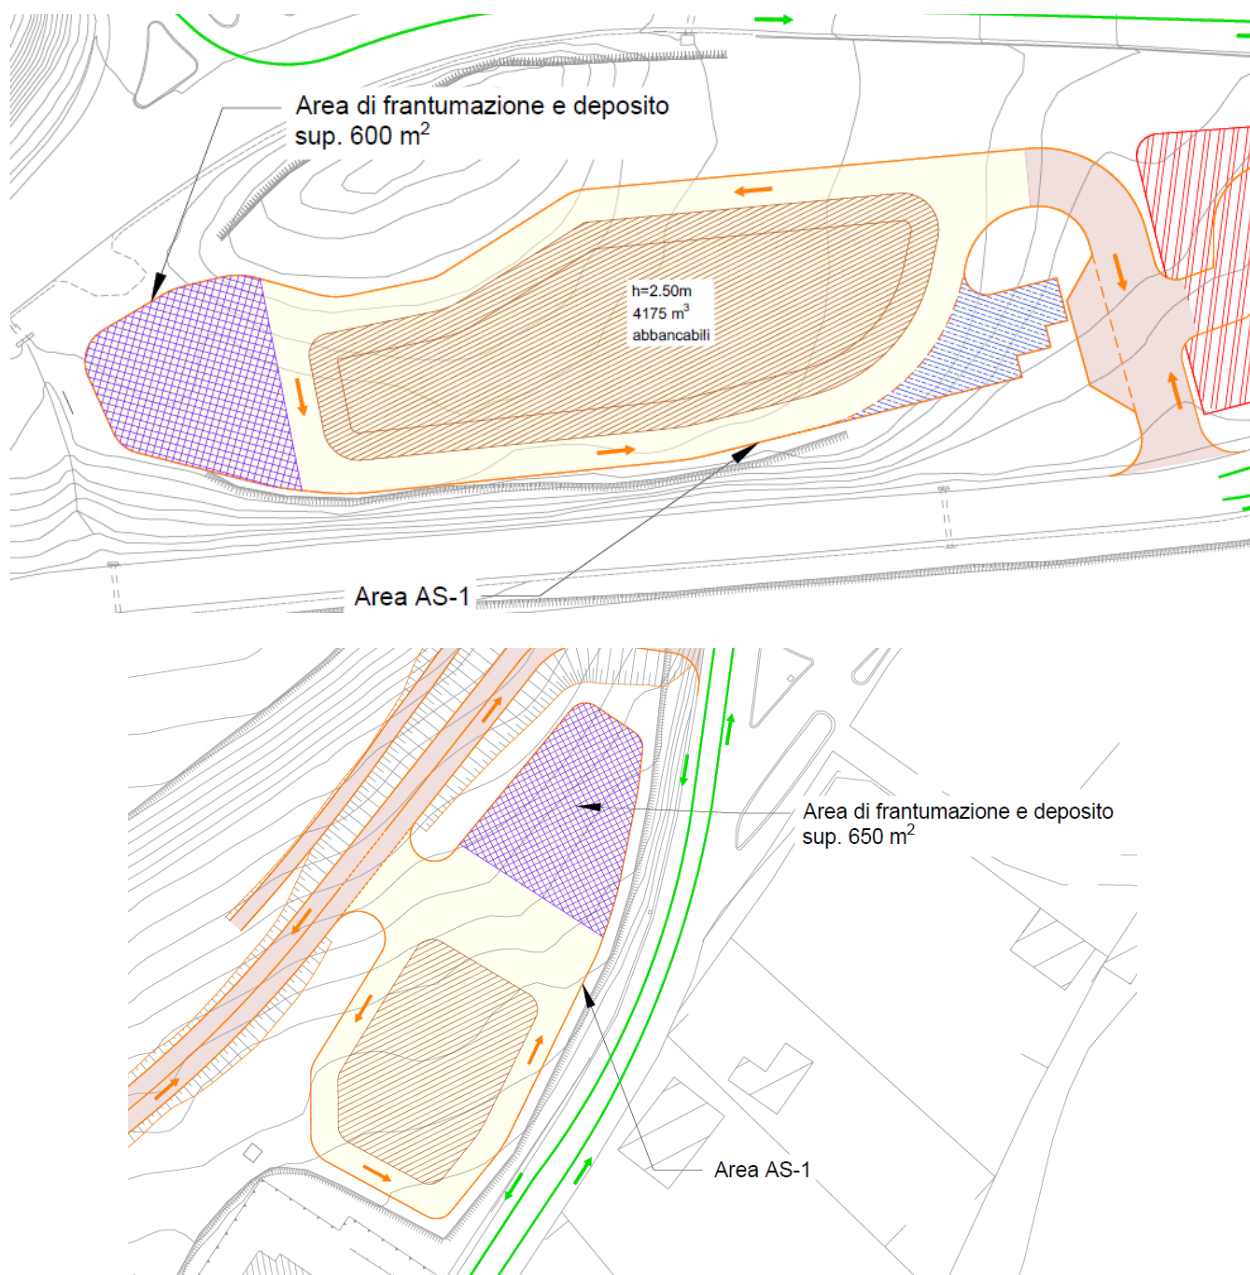 Area di frantumazione e deposito
sup. 600 m²
h=2.50m
4175 m³
abbancabili
Area AS-1
Area di frantumazione e deposito
sup. 650 m²
Area AS-1